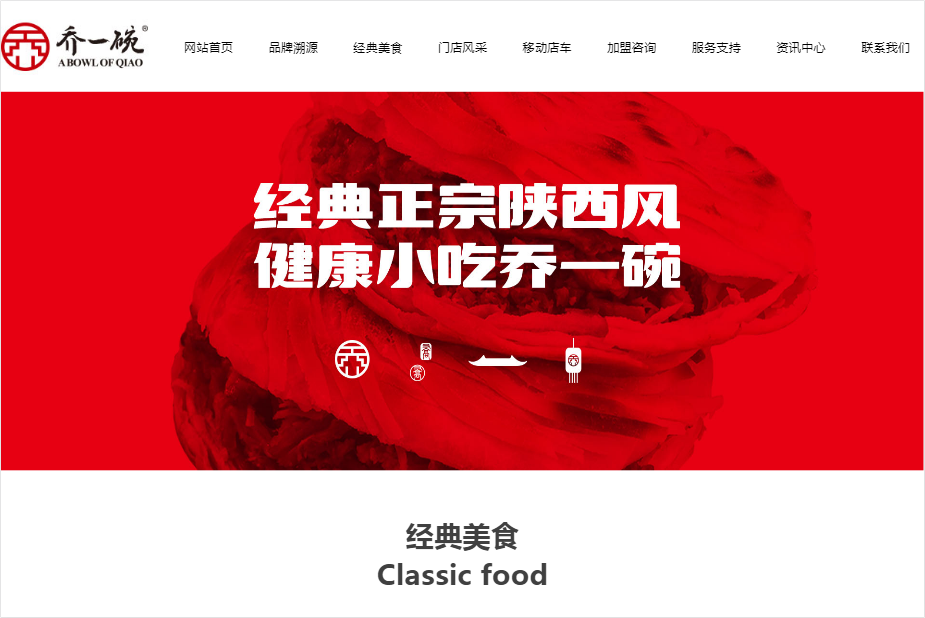 乔一碗®
A BOWL OF QIAO
网站首页 品牌溯源 经典美食 门店风采 移动店车 加盟咨询 服务支持 资讯中心 联系我们
经典正宗陕西风
健康小吃乔一碗
经典美食
Classic food